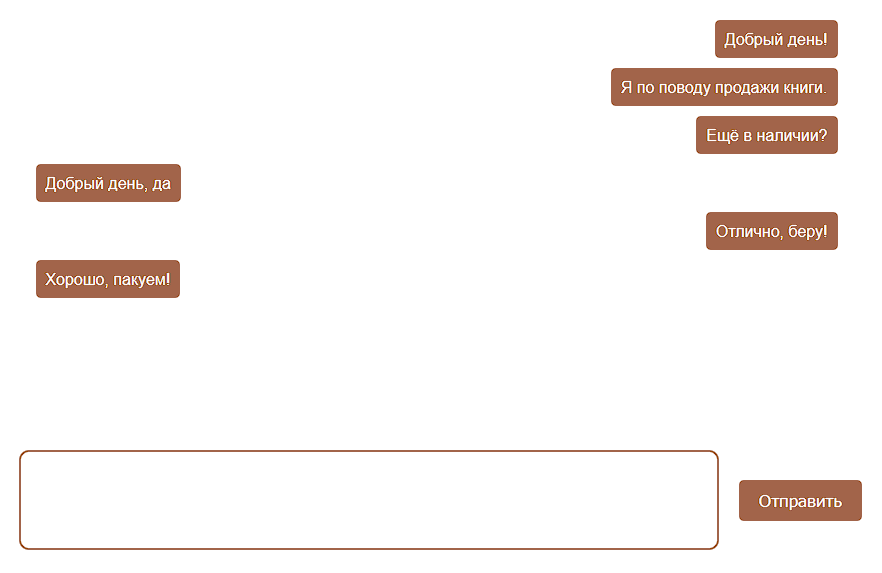 Добрый день!
Я по поводу продажи книги.
Ещё в наличии?
Добрый день, да
Отлично, беру!
Хорошо, пакуем!
Отправить